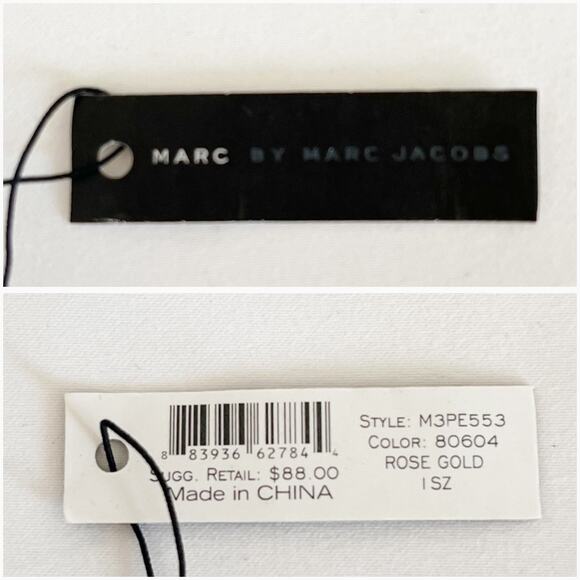 MARC BY MARC JACOBS
8 83936 62784 4
SUGG. RETAIL: $88.00
Made in CHINA
STYLE: M3PE553
COLOR: 80604
ROSE GOLD
1 SZ